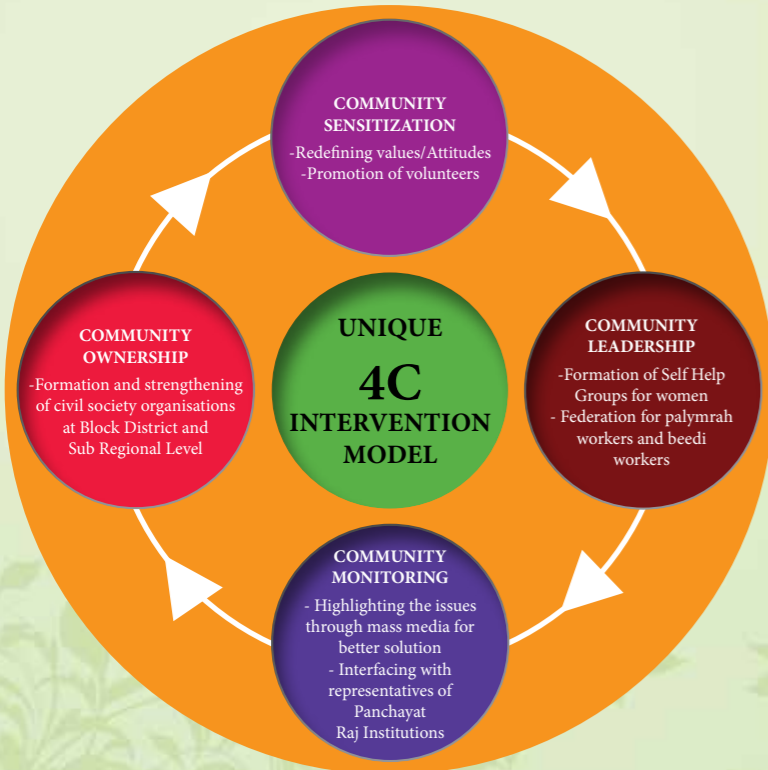 COMMUNITY
SENSITIZATION
-Redefining values/Attitudes
-Promotion of volunteers
COMMUNITY
LEADERSHIP
-Formation of Self Help
Groups for women
- Federation for palymrah
workers and beedi
workers
COMMUNITY
MONITORING
- Highlighting the issues
through mass media for
better solution
- Interfacing with
representatives of
Panchayat
Raj Institutions
COMMUNITY
OWNERSHIP
-Formation and strengthening
of civil society organisations
at Block District and
Sub Regional Level
UNIQUE
4C
INTERVENTION
MODEL